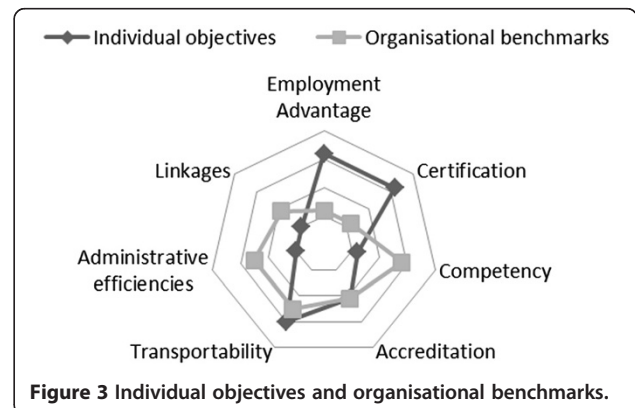 Individual objectives
Organisational benchmarks
Employment
Advantage
Linkages
Certification
Administrative
efficiencies
Competency
Transportability
Accreditation
Figure 3 Individual objectives and organisational benchmarks.